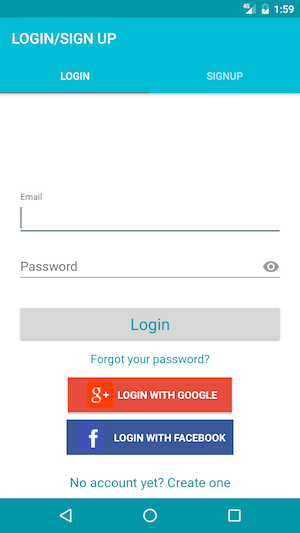 4G 1:59
LOGIN/SIGN UP
LOGIN SIGNUP
Email
Password
Login
Forgot your password?
g+ LOGIN WITH GOOGLE
f LOGIN WITH FACEBOOK
No account yet? Create one